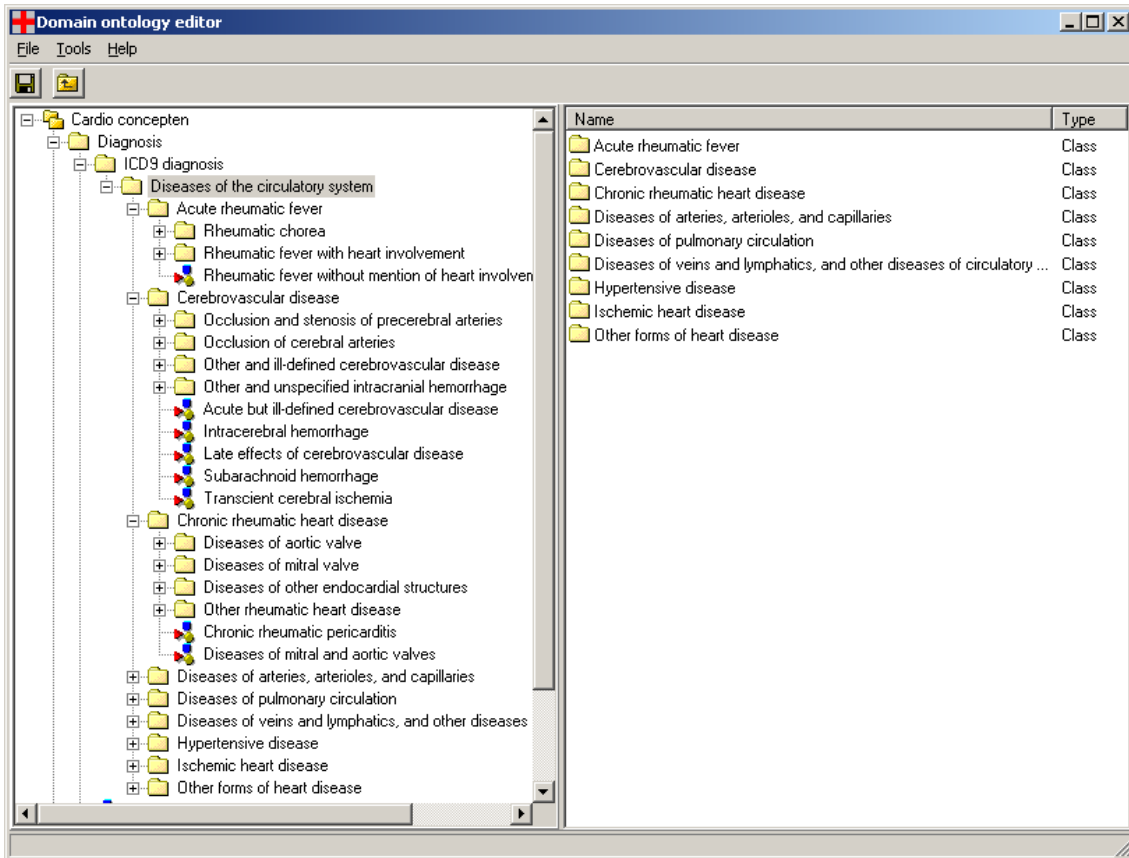 Domain ontology editor
File Tools Help
Cardio concepten
Diagnosis
ICD9 diagnosis
Diseases of the circulatory system
Acute rheumatic fever
Rheumatic chorea
Rheumatic fever with heart involvement
Rheumatic fever without mention of heart involven
Cerebrovascular disease
Occlusion and stenosis of precerebral arteries
Occlusion of cerebral arteries
Other and ill-defined cerebrovascular disease
Other and unspecified intracranial hemorrhage
Acute but ill-defined cerebrovascular disease
Intracerebral hemorrhage
Late effects of cerebrovascular disease
Subarachnoid hemorrhage
Transcient cerebral ischemia
Chronic rheumatic heart disease
Diseases of aortic valve
Diseases of mitral valve
Diseases of other endocardial structures
Other rheumatic heart disease
Chronic rheumatic pericarditis
Diseases of mitral and aortic valves
Diseases of arteries, arterioles, and capillaries
Diseases of pulmonary circulation
Diseases of veins and lymphatics, and other diseases
Hypertensive disease
Ischemic heart disease
Other forms of heart disease
Name Type
Acute rheumatic fever Class
Cerebrovascular disease Class
Chronic rheumatic heart disease Class
Diseases of arteries, arterioles, and capillaries Class
Diseases of pulmonary circulation Class
Diseases of veins and lymphatics, and other diseases of circulatory ... Class
Hypertensive disease Class
Ischemic heart disease Class
Other forms of heart disease Class